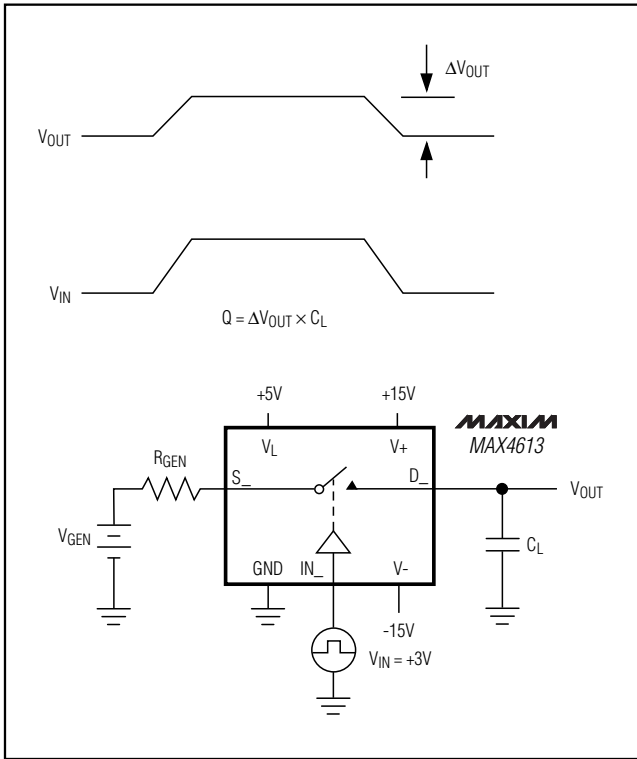 ΔVOUT
VOUT
VIN
Q = ΔVOUT × CL
+5V +15V
MAXIM
MAX4613
VL V+
RGEN
S_ D_
VOUT
VGEN
CL
GND IN_ V-
-15V
VIN = +3V